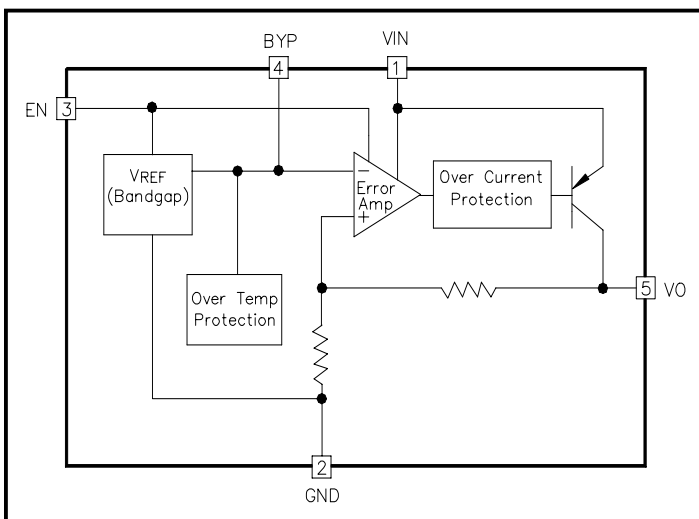 BYP
VIN
4
1
EN
3
VREF
(Bandgap)
−
Error
Amp
+
Over Current
Protection
Over Temp
Protection
5
VO
2
GND